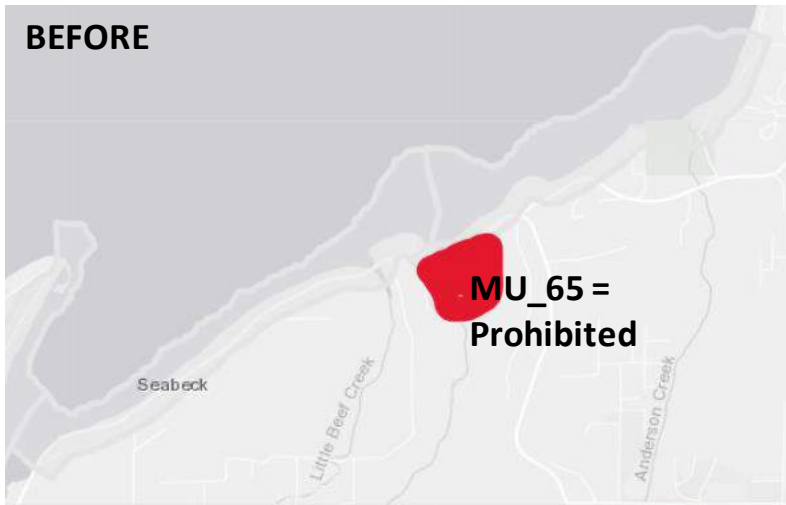 BEFORE
MU_65 =
Prohibited
Seabeck
Little Beef Creek
Anderson Creek